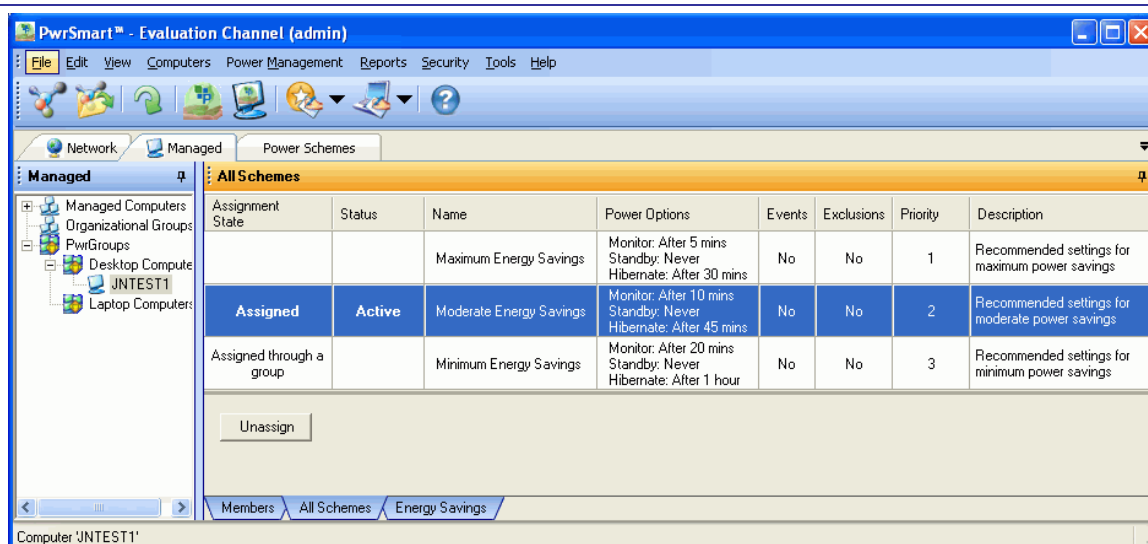 PwrSmart™ - Evaluation Channel (admin)
File Edit View Computers Power Management Reports Security Tools Help
Network Managed Power Schemes
Managed
Managed Computers
Organizational Groups
PwrGroups
Desktop Compute
JNTEST1
Laptop Computers
All Schemes
Assignment State Status Name Power Options Events Exclusions Priority Description
Maximum Energy Savings
Monitor: After 5 mins
Standby: Never
Hibernate: After 30 mins
No No 1
Recommended settings for
maximum power savings
Assigned Active Moderate Energy Savings
Monitor: After 10 mins
Standby: Never
Hibernate: After 45 mins
No No 2
Recommended settings for
moderate power savings
Assigned through a
group
Minimum Energy Savings
Monitor: After 20 mins
Standby: Never
Hibernate: After 1 hour
No No 3
Recommended settings for
minimum power savings
Unassign
Members All Schemes Energy Savings
Computer 'JNTEST1'